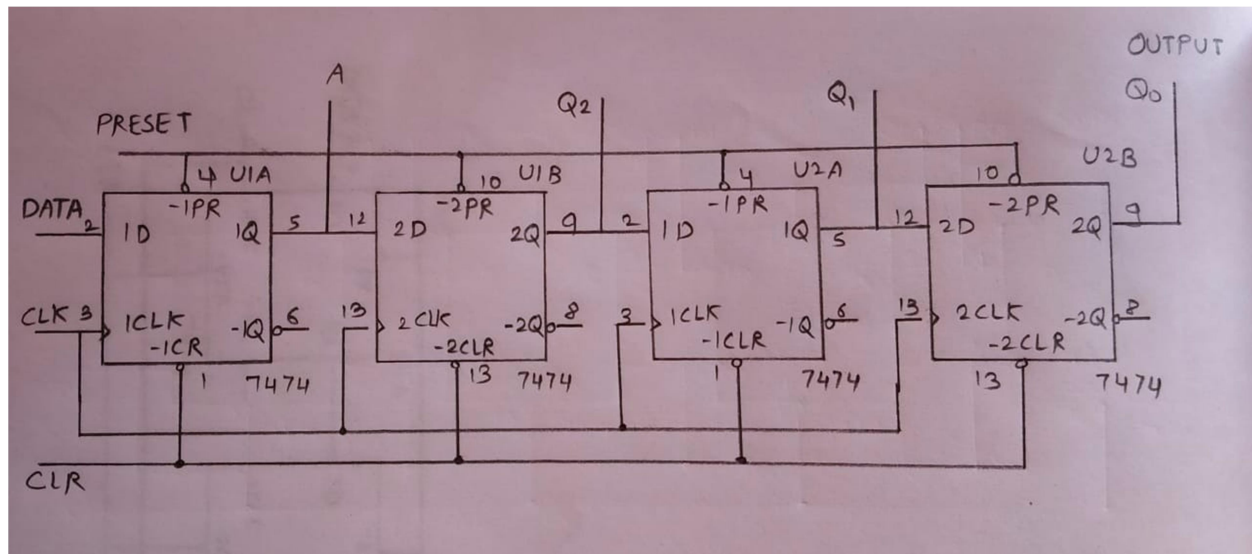 OUTPUT
A Q2 Q1 Q0
PRESET
4 U1A 10 U1B 4 U2A 10 U2B
DATA 2 -1PR -2PR -1PR -2PR
1D 1Q 5 12 2D 2Q 9 2 1D 1Q 5 12 2D 2Q 9
CLK 3 1CLK -1Q 6 13 2CLK -2Q 8 3 1CLK -1Q 6 13 2CLK -2Q 8
-1CR -2CLR -1CLR -2CLR
1 7474 13 7474 1 7474 13 7474
CLR